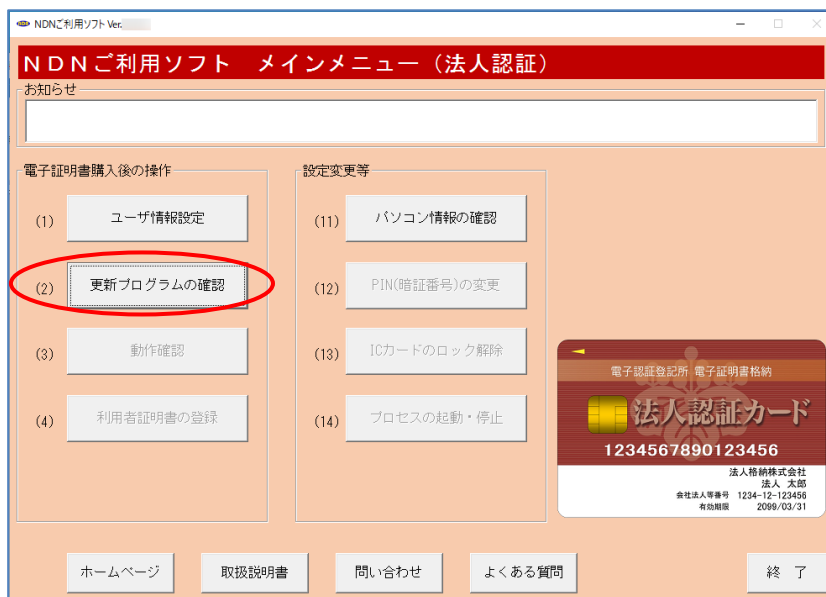 NDNご利用ソフト Ver.
NDNご利用ソフト メインメニュー(法人認証)
お知らせ
電子証明書購入後の操作
(1) ユーザ情報設定
(2) 更新プログラムの確認
(3) 動作確認
(4) 利用者証明書の登録
設定変更等
(11) パソコン情報の確認
(12) PIN(暗証番号)の変更
(13) ICカードのロック解除
(14) プロセスの起動・停止
電子認証登記所 電子証明書格納
法人認証カード
1234567890123456
法人格納株式会社
法人 太郎
会社法人等番号 1234-12-123456
有効期限 2099/03/31
ホームページ
取扱説明書
問い合わせ
よくある質問
終 了